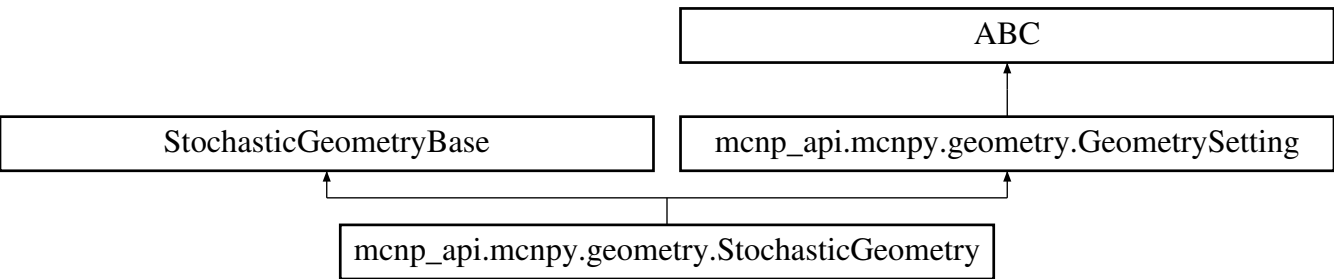 ABC
StochasticGeometryBase
mcnp_api.mcnpy.geometry.GeometrySetting
mcnp_api.mcnpy.geometry.StochasticGeometry